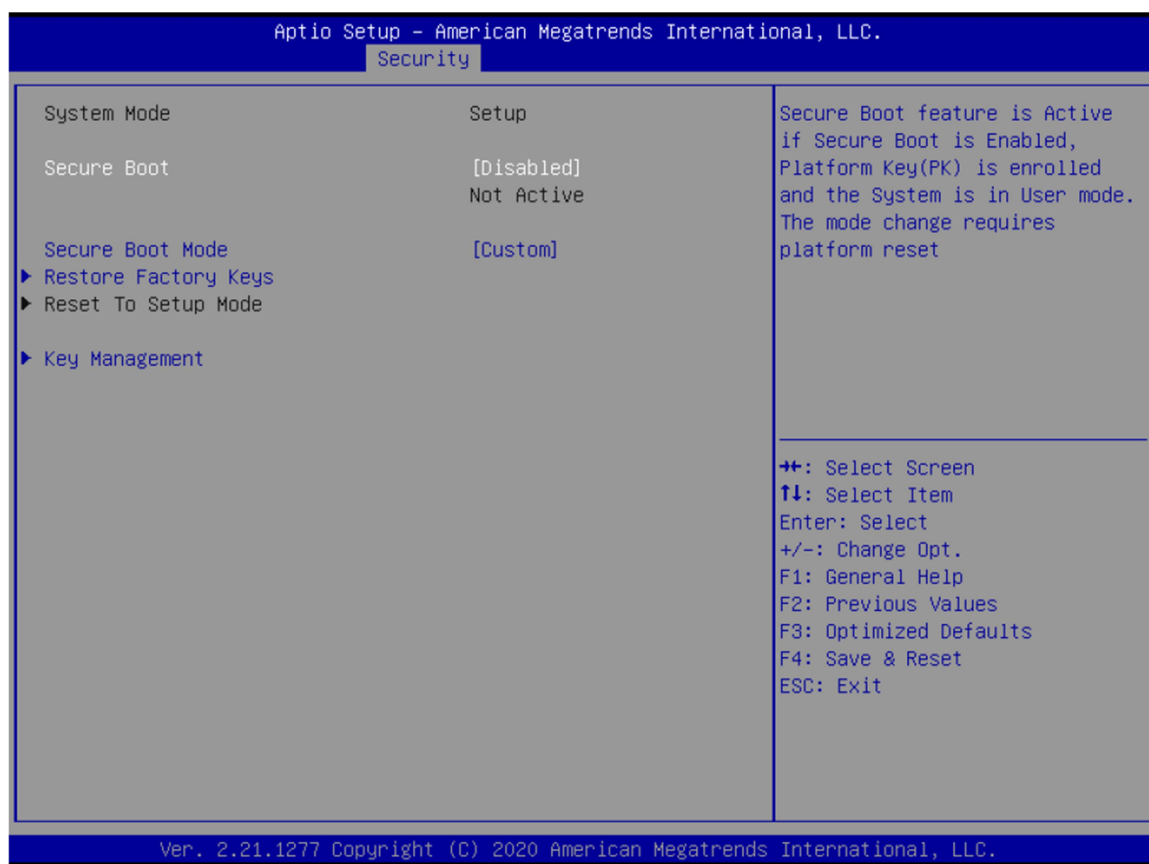 Aptio Setup – American Megatrends International, LLC.
Security
System Mode Setup
Secure Boot [Disabled]
Not Active
Secure Boot Mode [Custom]
▶ Restore Factory Keys
▶ Reset To Setup Mode
▶ Key Management
Secure Boot feature is Active
if Secure Boot is Enabled,
Platform Key(PK) is enrolled
and the System is in User mode.
The mode change requires
platform reset
→←: Select Screen
↑↓: Select Item
Enter: Select
+/-: Change Opt.
F1: General Help
F2: Previous Values
F3: Optimized Defaults
F4: Save & Reset
ESC: Exit
Ver. 2.21.1277 Copyright (C) 2020 American Megatrends International, LLC.